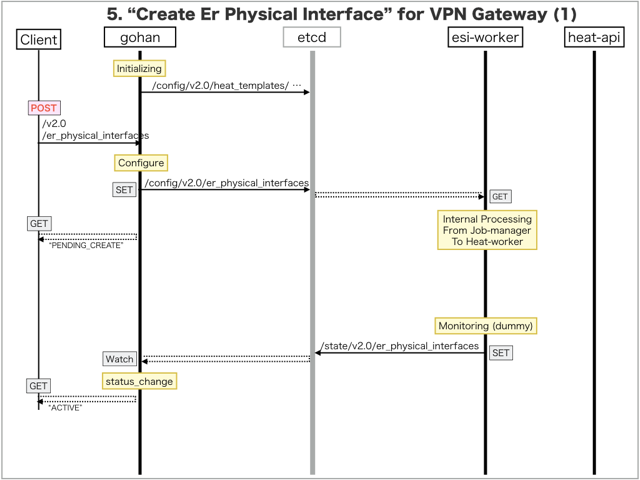 5. “Create Er Physical Interface” for VPN Gateway (1)
Client
gohan
etcd
esi-worker
heat-api
Initializing
/config/v2.0/heat_templates/ ⋯
POST
/v2.0
/er_physical_interfaces
Configure
SET
/config/v2.0/er_physical_interfaces
GET
GET
"PENDING_CREATE"
Internal Processing
From Job-manager
To Heat-worker
Monitoring (dummy)
/state/v2.0/er_physical_interfaces
SET
Watch
status_change
GET
"ACTIVE"